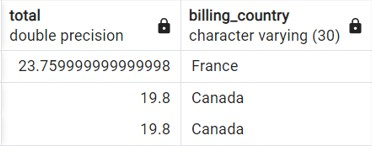 total billing_country
double precision character varying (30)
23.759999999999998 France
19.8 Canada
19.8 Canada